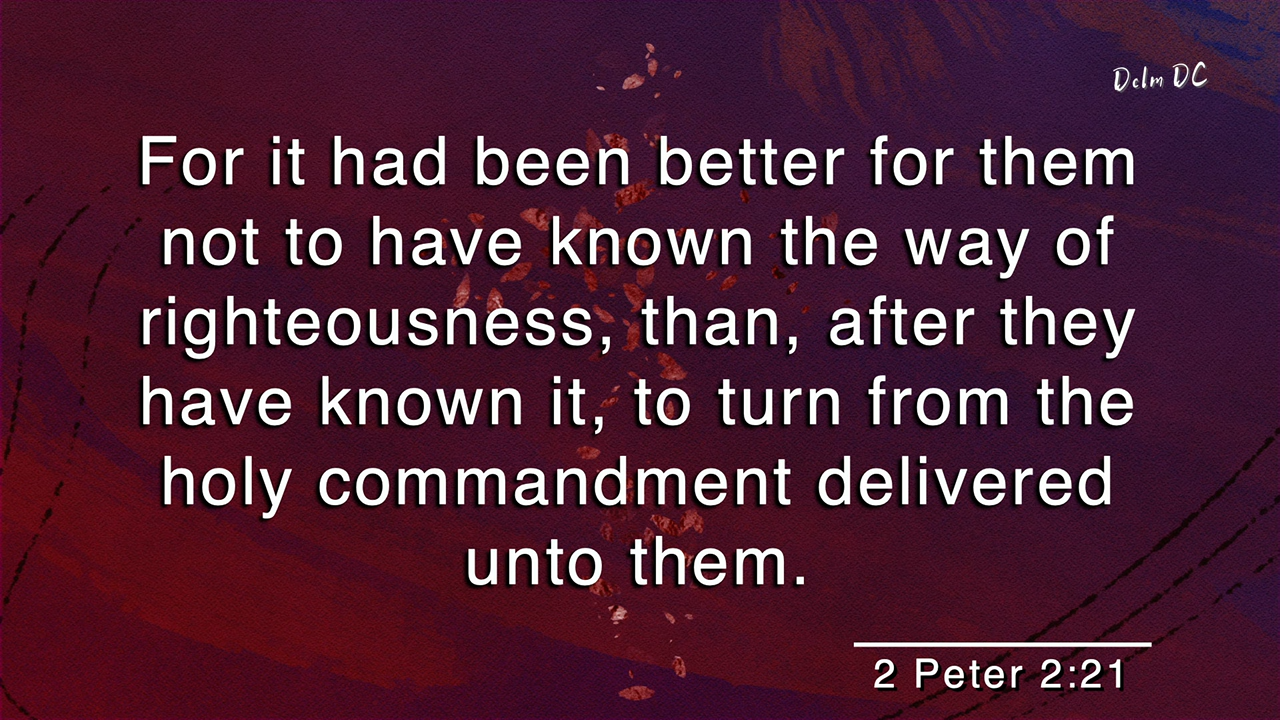 Dclm DC
For it had been better for them
not to have known the way of
righteousness, than, after they
have known it, to turn from the
holy commandment delivered
unto them.
2 Peter 2:21